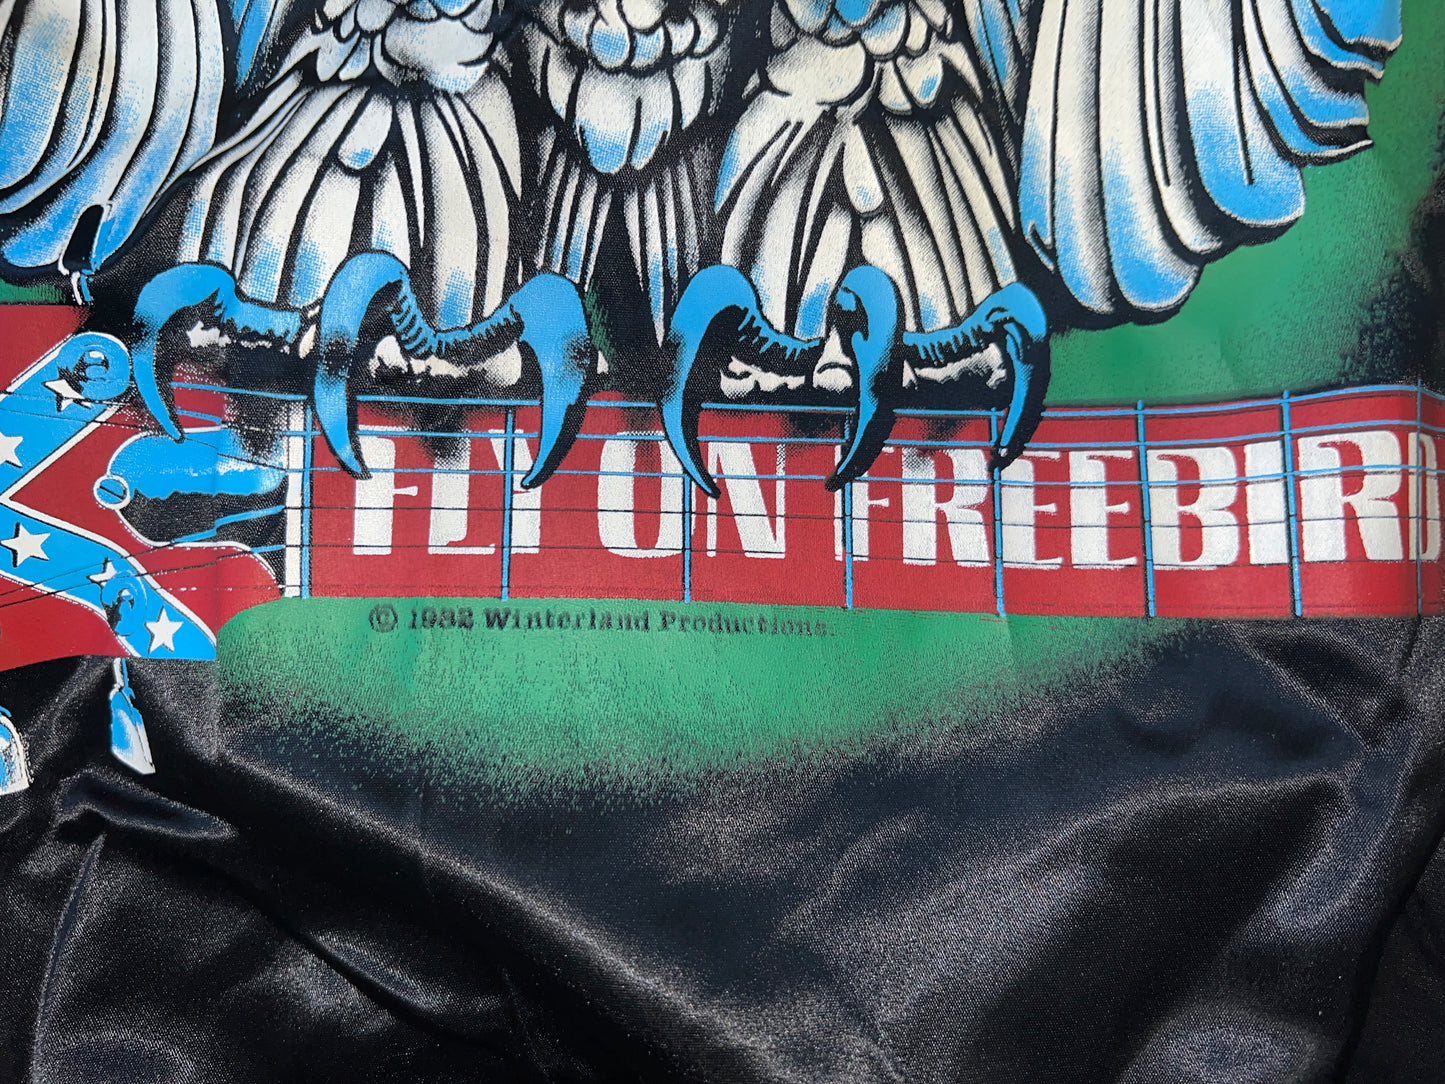 FLY ON FREEBIRD
© 1982 Winterland Productions.